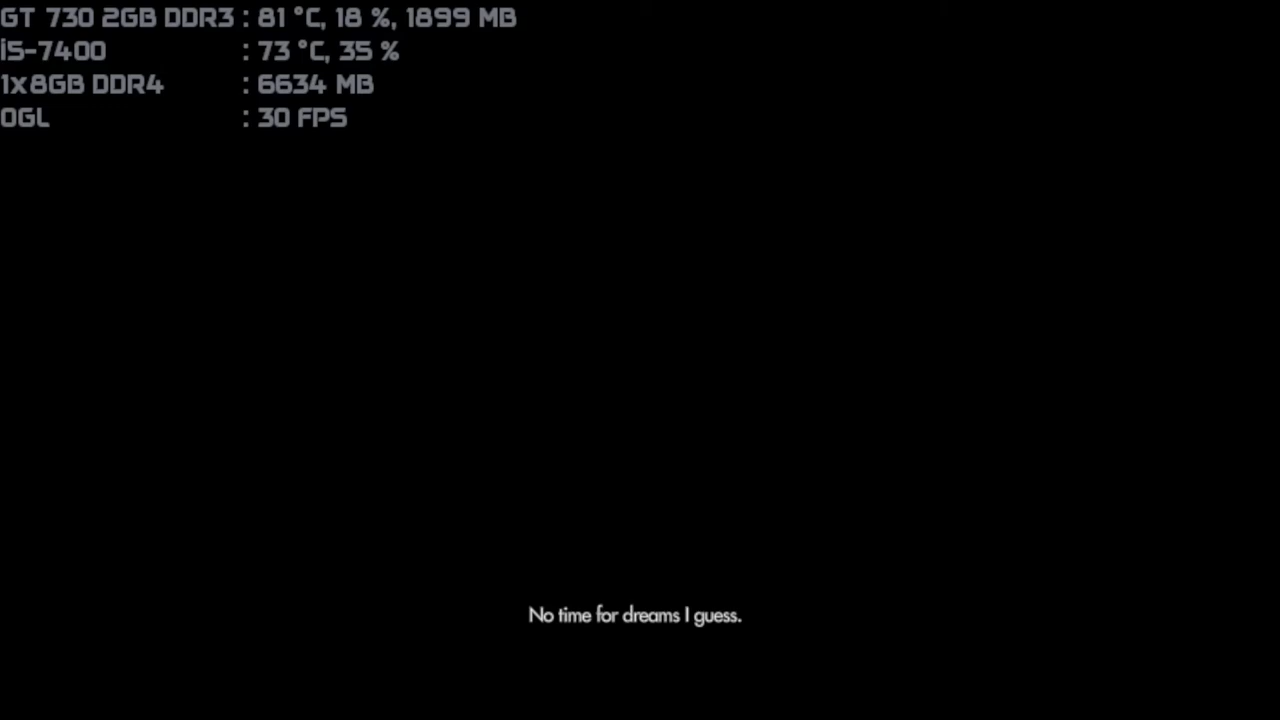 GT 730 2GB DDR3 : 81 °C, 18 %, 1899 MB
i5-7400 : 73 °C, 35 %
1x8GB DDR4 : 6634 MB
OGL : 30 FPS
No time for dreams I guess.